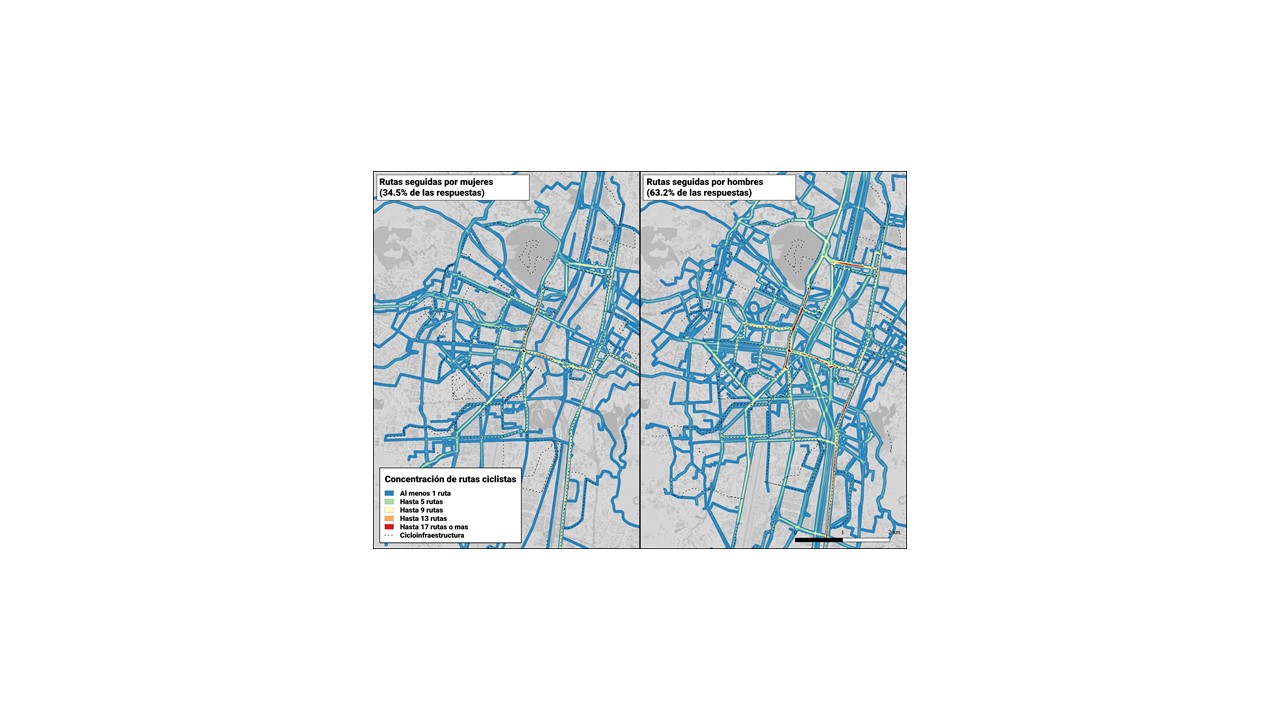 Rutas seguidas por mujeres
(34.5% de las respuestas)
Rutas seguidas por hombres
(63.2% de las respuestas)
Concentración de rutas ciclistas
Al menos 1 ruta
Hasta 5 rutas
Hasta 9 rutas
Hasta 13 rutas
Hasta 17 rutas o mas
Cicloinfraestructura
1 2 km